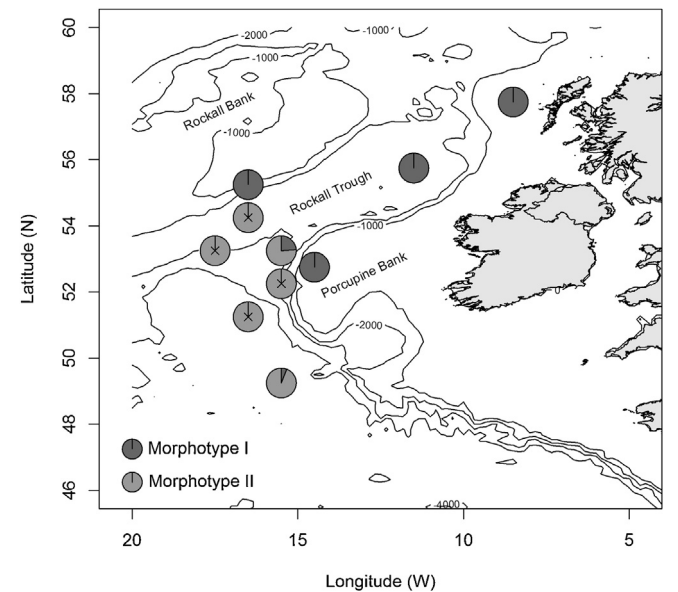 60
58
56
54
52
50
48
46
Latitude (N)
-2000
-1000
-1000
Rockall Bank
-1000
Rockall Trough
-1000
Porcupine Bank
-2000
Morphotype I
Morphotype II
-4000
20
15
10
5
Longitude (W)